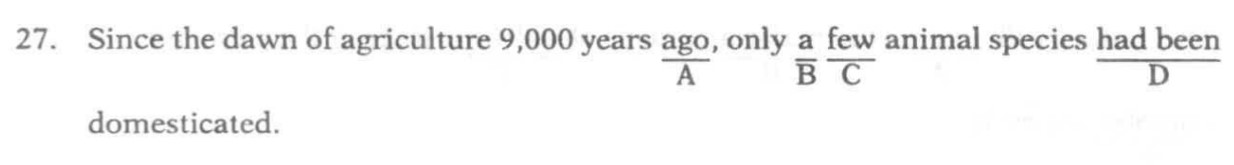 27. Since the dawn of agriculture 9,000 years ago, only a few animal species had been
A B C D
domesticated.